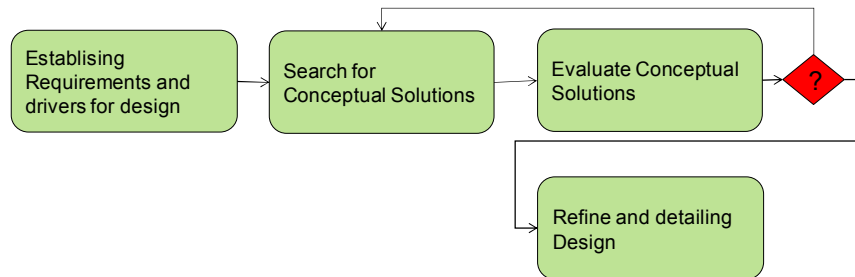 Establising
Requirements and
drivers for design
Search for
Conceptual Solutions
Evaluate Conceptual
Solutions
?
Refine and detailing
Design